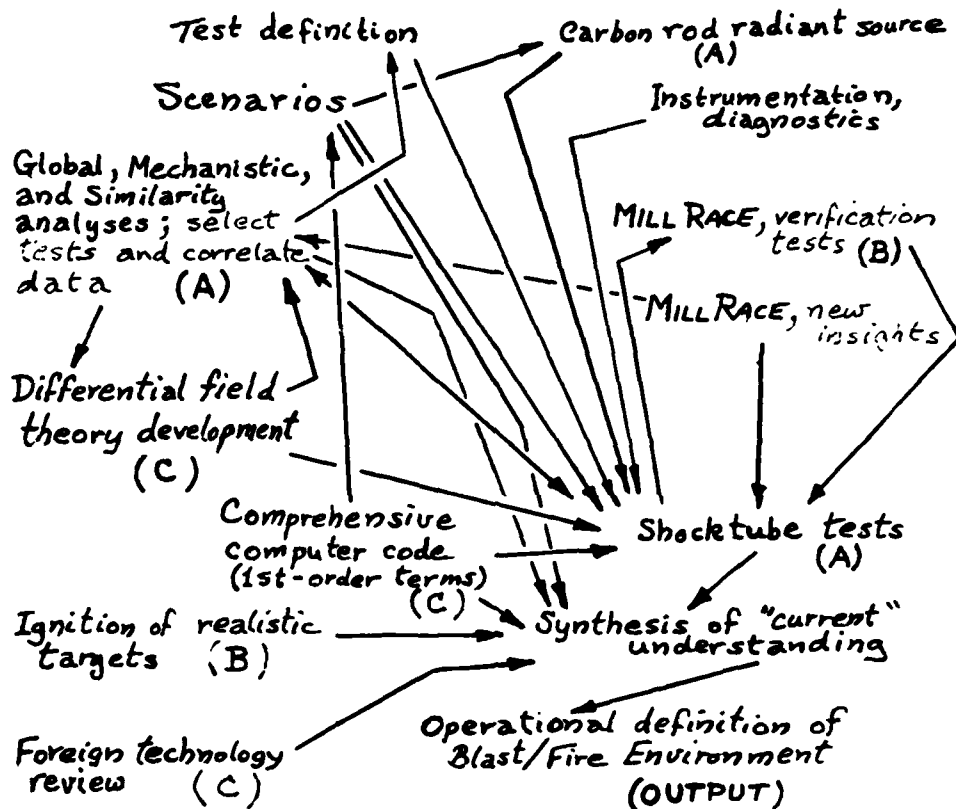 Test definition
Carbon rod radiant source
(A)
Scenarios
Instrumentation,
diagnostics
Global, Mechanistic,
and Similarity
analyses; select
tests and correlate
data (A)
MILL RACE, verification
tests (B)
MILL RACE, new
insights
Differential field
theory development
(C)
Comprehensive
computer code
(1st-order terms)
(C)
Shocktube tests
(A)
Ignition of realistic
targets (B)
Synthesis of "current"
understanding
Foreign technology
review (C)
Operational definition of
Blast/Fire Environment
(OUTPUT)